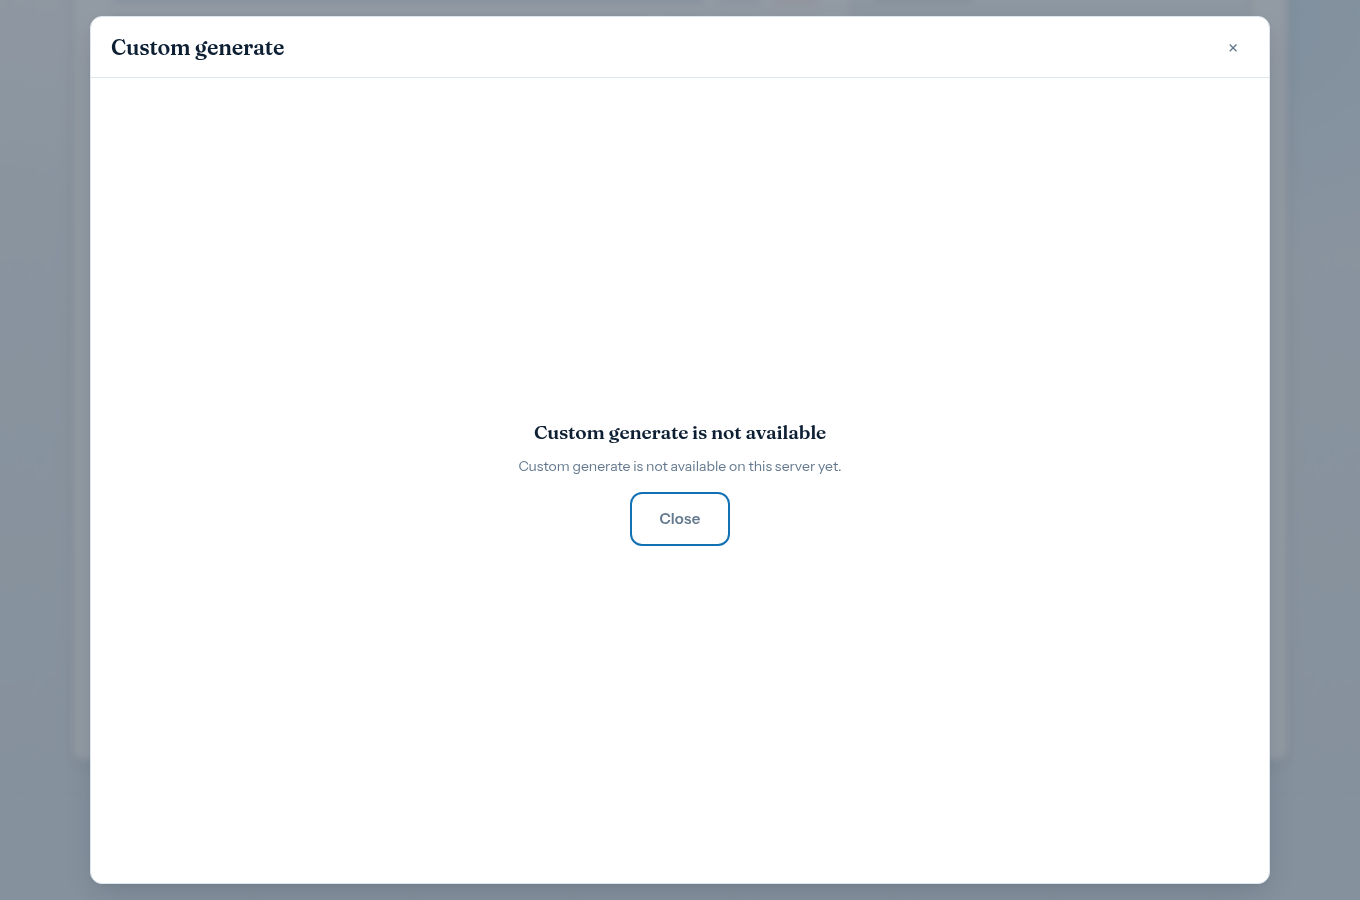 Custom generate
×
Custom generate is not available
Custom generate is not available on this server yet.
Close